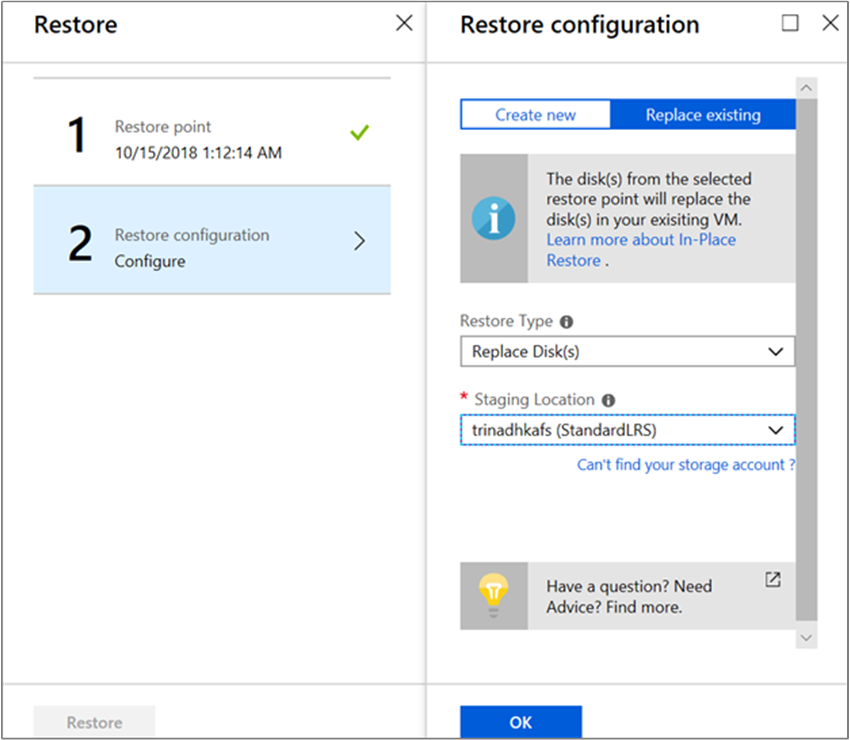 Restore
1
Restore point
10/15/2018 1:12:14 AM
2
Restore configuration
Configure
Restore
Restore configuration
Create new
Replace existing
The disk(s) from the selected
restore point will replace the
disk(s) in your exisiting VM.
Learn more about In-Place
Restore .
Restore Type
Replace Disk(s)
* Staging Location
trinadhkafs (StandardLRS)
Can't find your storage account ?
Have a question? Need
Advice? Find more.
OK